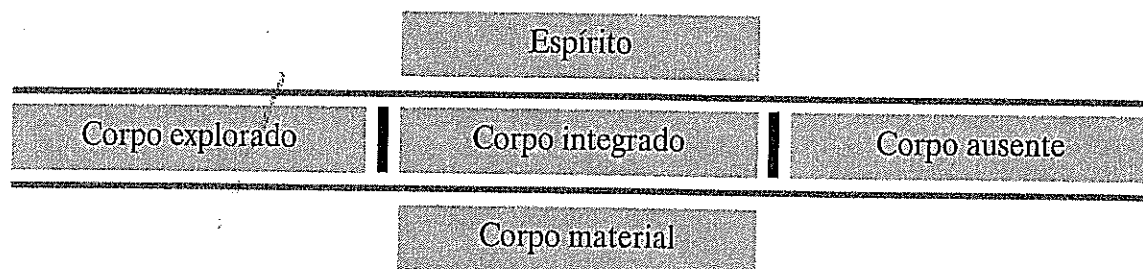 Espírito
Corpo explorado
Corpo integrado
Corpo ausente
Corpo material